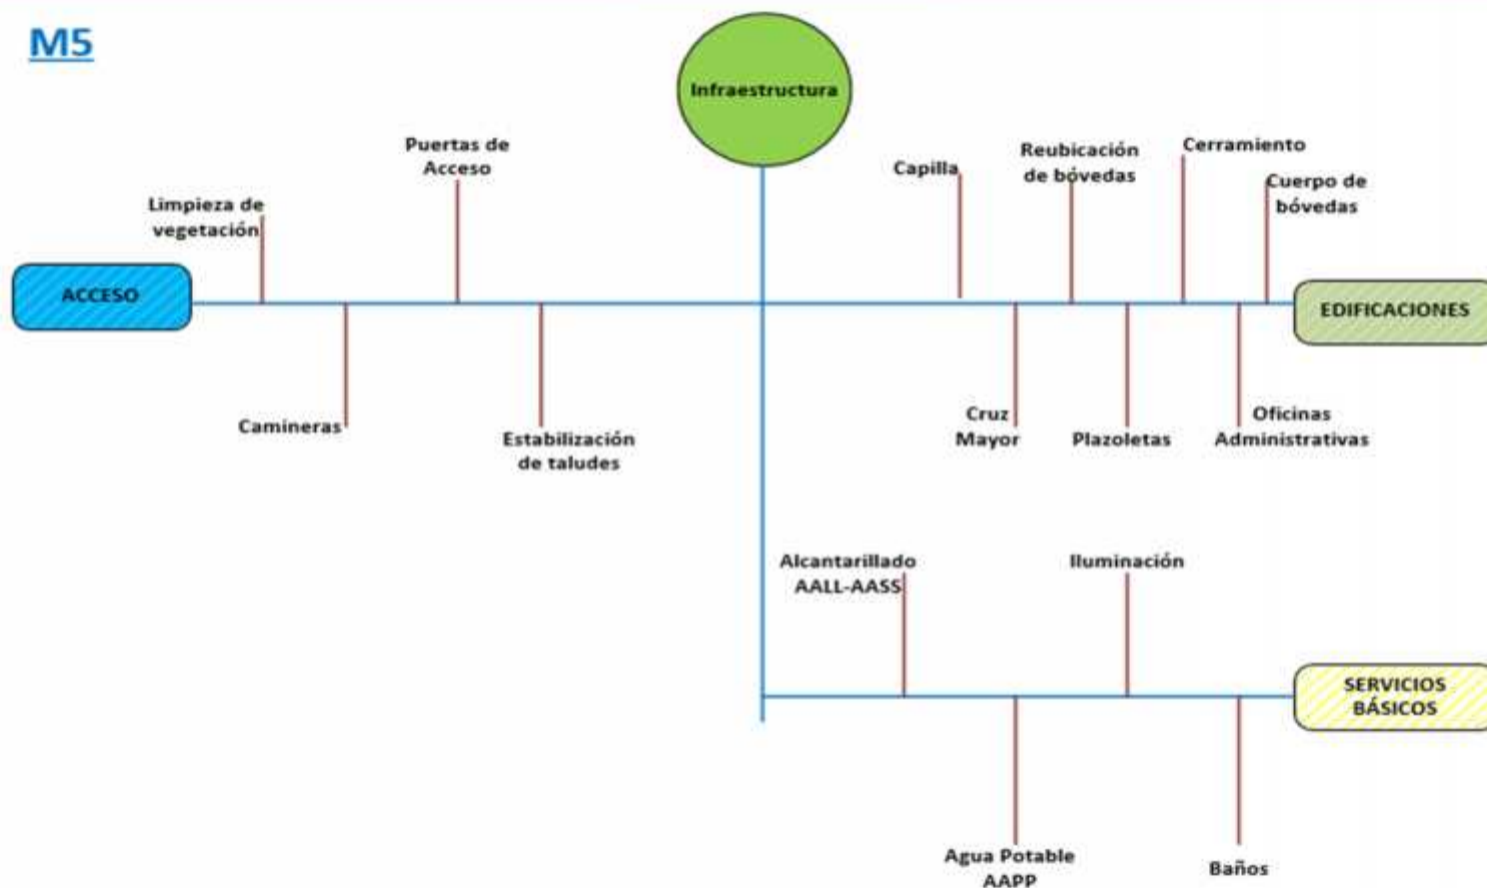 M5
Infraestructura
Puertas de
Acceso
Limpieza de
vegetación
ACCESO
Camineras
Estabilización
de taludes
Capilla
Reubicación
de bóvedas
Cerramiento
Cuerpo de
bóvedas
EDIFICACIONES
Cruz
Mayor
Plazoletas
Oficinas
Administrativas
Alcantarillado
AALL-AASS
Iluminación
SERVICIOS
BÁSICOS
Agua Potable
AAPP
Baños